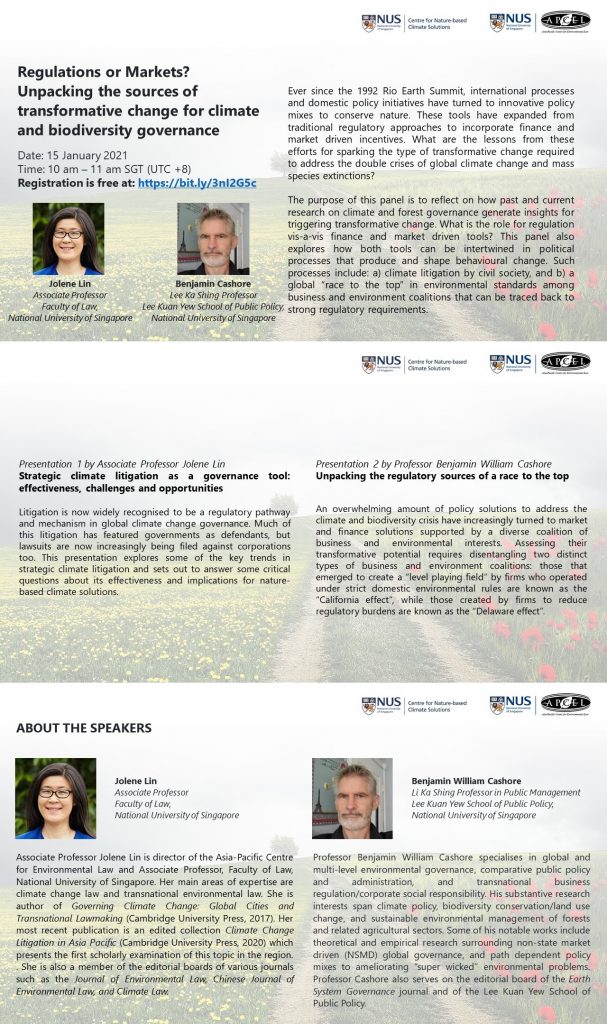 NUS
National University of Singapore
Centre for Nature-based
Climate Solutions
NUS
National University of Singapore
APCEL
Asia-Pacific Centre for Environmental Law
Regulations or Markets?
Unpacking the sources of
transformative change for climate
and biodiversity governance
Date: 15 January 2021
Time: 10 am – 11 am SGT (UTC +8)
Registration is free at: https://bit.ly/3nI2G5c
Jolene Lin
Associate Professor
Faculty of Law,
National University of Singapore
Benjamin Cashore
Lee Ka Shing Professor
Lee Kuan Yew School of Public Policy,
National University of Singapore
Ever since the 1992 Rio Earth Summit, international processes
and domestic policy initiatives have turned to innovative policy
mixes to conserve nature. These tools have expanded from
traditional regulatory approaches to incorporate finance and
market driven incentives. What are the lessons from these
efforts for sparking the type of transformative change required
to address the double crises of global climate change and mass
species extinctions?
The purpose of this panel is to reflect on how past and current
research on climate and forest governance generate insights for
triggering transformative change. What is the role for regulation
vis-a-vis finance and market driven tools? This panel also
explores how both tools can be intertwined in political
processes that produce and shape behavioural change. Such
processes include: a) climate litigation by civil society, and b) a
global “race to the top” in environmental standards among
business and environment coalitions that can be traced back to
strong regulatory requirements.
NUS
National University of Singapore
Centre for Nature-based
Climate Solutions
NUS
National University of Singapore
APCEL
Asia-Pacific Centre for Environmental Law
Presentation 1 by Associate Professor Jolene Lin
Strategic climate litigation as a governance tool:
effectiveness, challenges and opportunities
Litigation is now widely recognised to be a regulatory pathway
and mechanism in global climate change governance. Much of
this litigation has featured governments as defendants, but
lawsuits are now increasingly being filed against corporations
too. This presentation explores some of the key trends in
strategic climate litigation and sets out to answer some critical
questions about its effectiveness and implications for nature-
based climate solutions.
Presentation 2 by Professor Benjamin William Cashore
Unpacking the regulatory sources of a race to the top
An overwhelming amount of policy solutions to address the
climate and biodiversity crisis have increasingly turned to market
and finance solutions supported by a diverse coalition of
business and environmental interests. Assessing their
transformative potential requires disentangling two distinct
types of business and environment coalitions: those that
emerged to create a “level playing field” by firms who operated
under strict domestic environmental rules are known as the
“California effect”, while those created by firms to reduce
regulatory burdens are known as the “Delaware effect”.
NUS
National University of Singapore
Centre for Nature-based
Climate Solutions
NUS
National University of Singapore
APCEL
Asia-Pacific Centre for Environmental Law
ABOUT THE SPEAKERS
Jolene Lin
Associate Professor
Faculty of Law,
National University of Singapore
Associate Professor Jolene Lin is director of the Asia-Pacific Centre
for Environmental Law and Associate Professor, Faculty of Law,
National University of Singapore. Her main areas of expertise are
climate change law and transnational environmental law. She is
author of Governing Climate Change: Global Cities and
Transnational Lawmaking (Cambridge University Press, 2017). Her
most recent publication is an edited collection Climate Change
Litigation in Asia Pacific (Cambridge University Press, 2020) which
presents the first scholarly examination of this topic in the region.
. She is also a member of the editorial boards of various journals
such as the Journal of Environmental Law, Chinese Journal of
Environmental Law, and Climate Law.
Benjamin William Cashore
Li Ka Shing Professor in Public Management
Lee Kuan Yew School of Public Policy,
National University of Singapore
Professor Benjamin William Cashore specialises in global and
multi-level environmental governance, comparative public policy
and administration, and transnational business
regulation/corporate social responsibility. His substantive research
interests span climate policy, biodiversity conservation/land use
change, and sustainable environmental management of forests
and related agricultural sectors. Some of his notable works include
theoretical and empirical research surrounding non-state market
driven (NSMD) global governance, and path dependent policy
mixes to ameliorating “super wicked” environmental problems.
Professor Cashore also serves on the editorial board of the Earth
System Governance journal and of the Lee Kuan Yew School of
Public Policy.